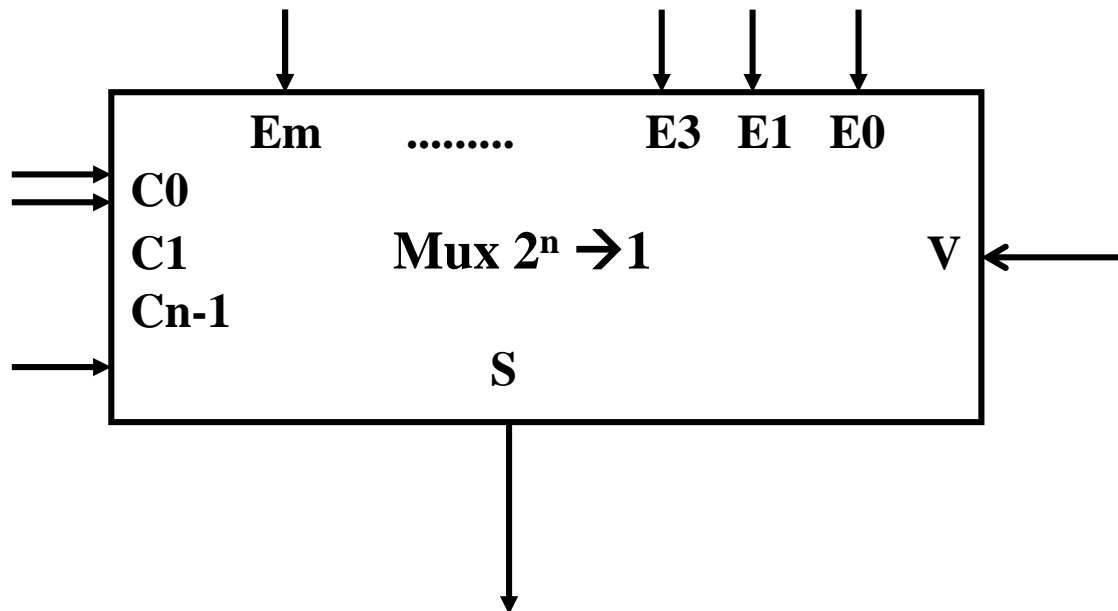 Em ......... E3 E1 E0
C0
C1 Mux 2ⁿ →1 V
Cn-1
S